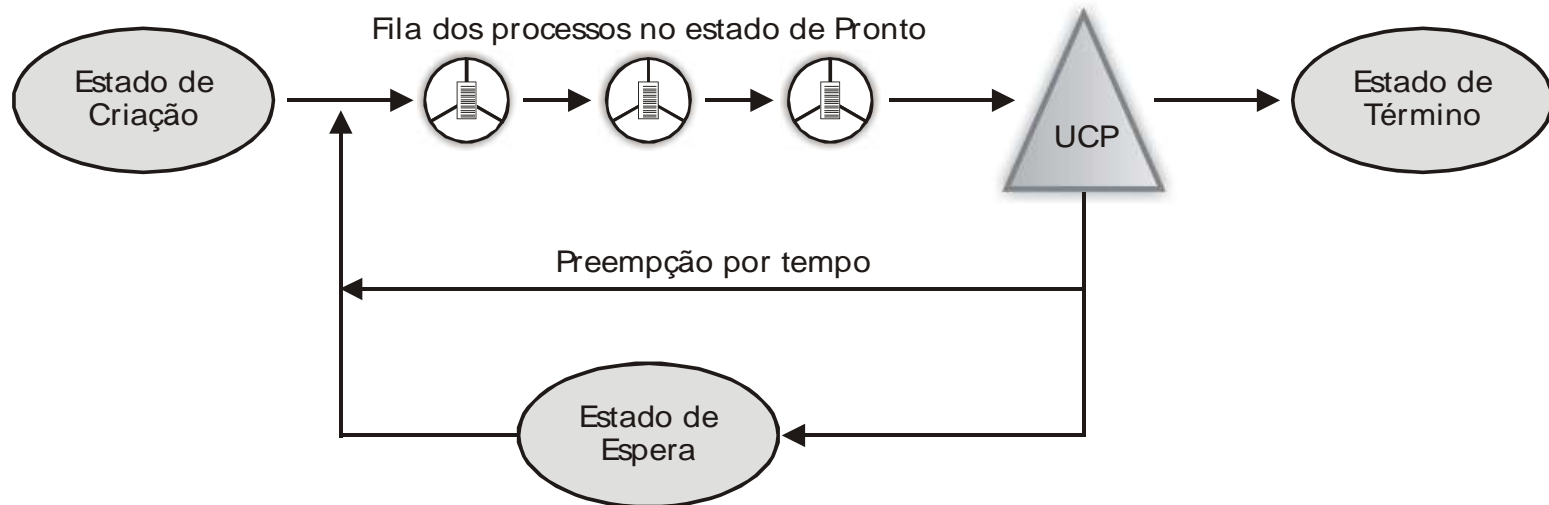 Fila dos processos no estado de Pronto
Estado de
Criação
UCP
Estado de
Término
Preempção por tempo
Estado de
Espera